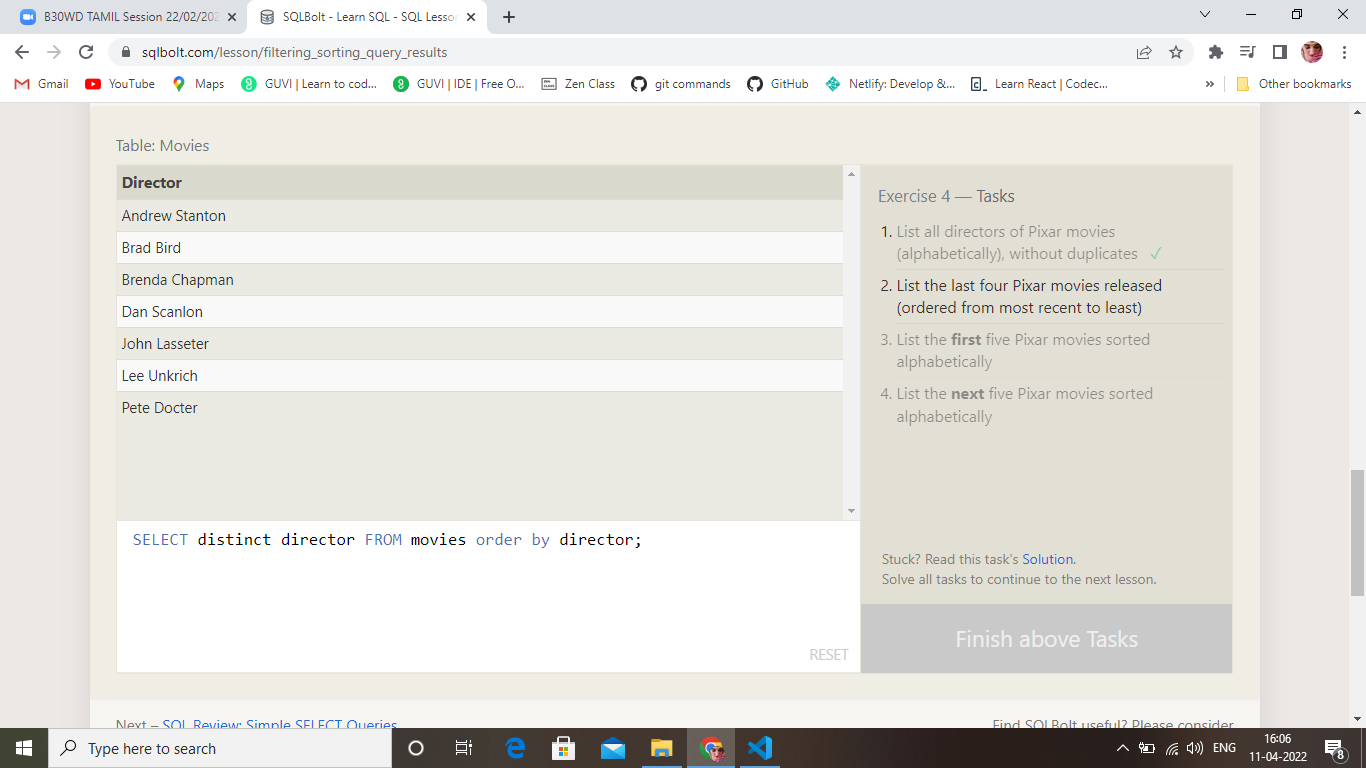 B30WD TAMIL Session 22/02/202
SQLBolt - Learn SQL - SQL Lesson
sqlbolt.com/lesson/filtering_sorting_query_results
Gmail YouTube Maps GUVI | Learn to cod... GUVI | IDE | Free O... Zen Class git commands GitHub Netlify: Develop &... Learn React | Codec... » Other bookmarks
Table: Movies
Director
Andrew Stanton
Brad Bird
Brenda Chapman
Dan Scanlon
John Lasseter
Lee Unkrich
Pete Docter
SELECT distinct director FROM movies order by director;
RESET
Exercise 4 — Tasks
1. List all directors of Pixar movies
(alphabetically), without duplicates ✓
2. List the last four Pixar movies released
(ordered from most recent to least)
3. List the first five Pixar movies sorted
alphabetically
4. List the next five Pixar movies sorted
alphabetically
Stuck? Read this task's Solution.
Solve all tasks to continue to the next lesson.
Finish above Tasks
Next – SQL Review: Simple SELECT Queries
Find SQLBolt useful? Please consider
Type here to search
ENG
16:06
11-04-2022
8